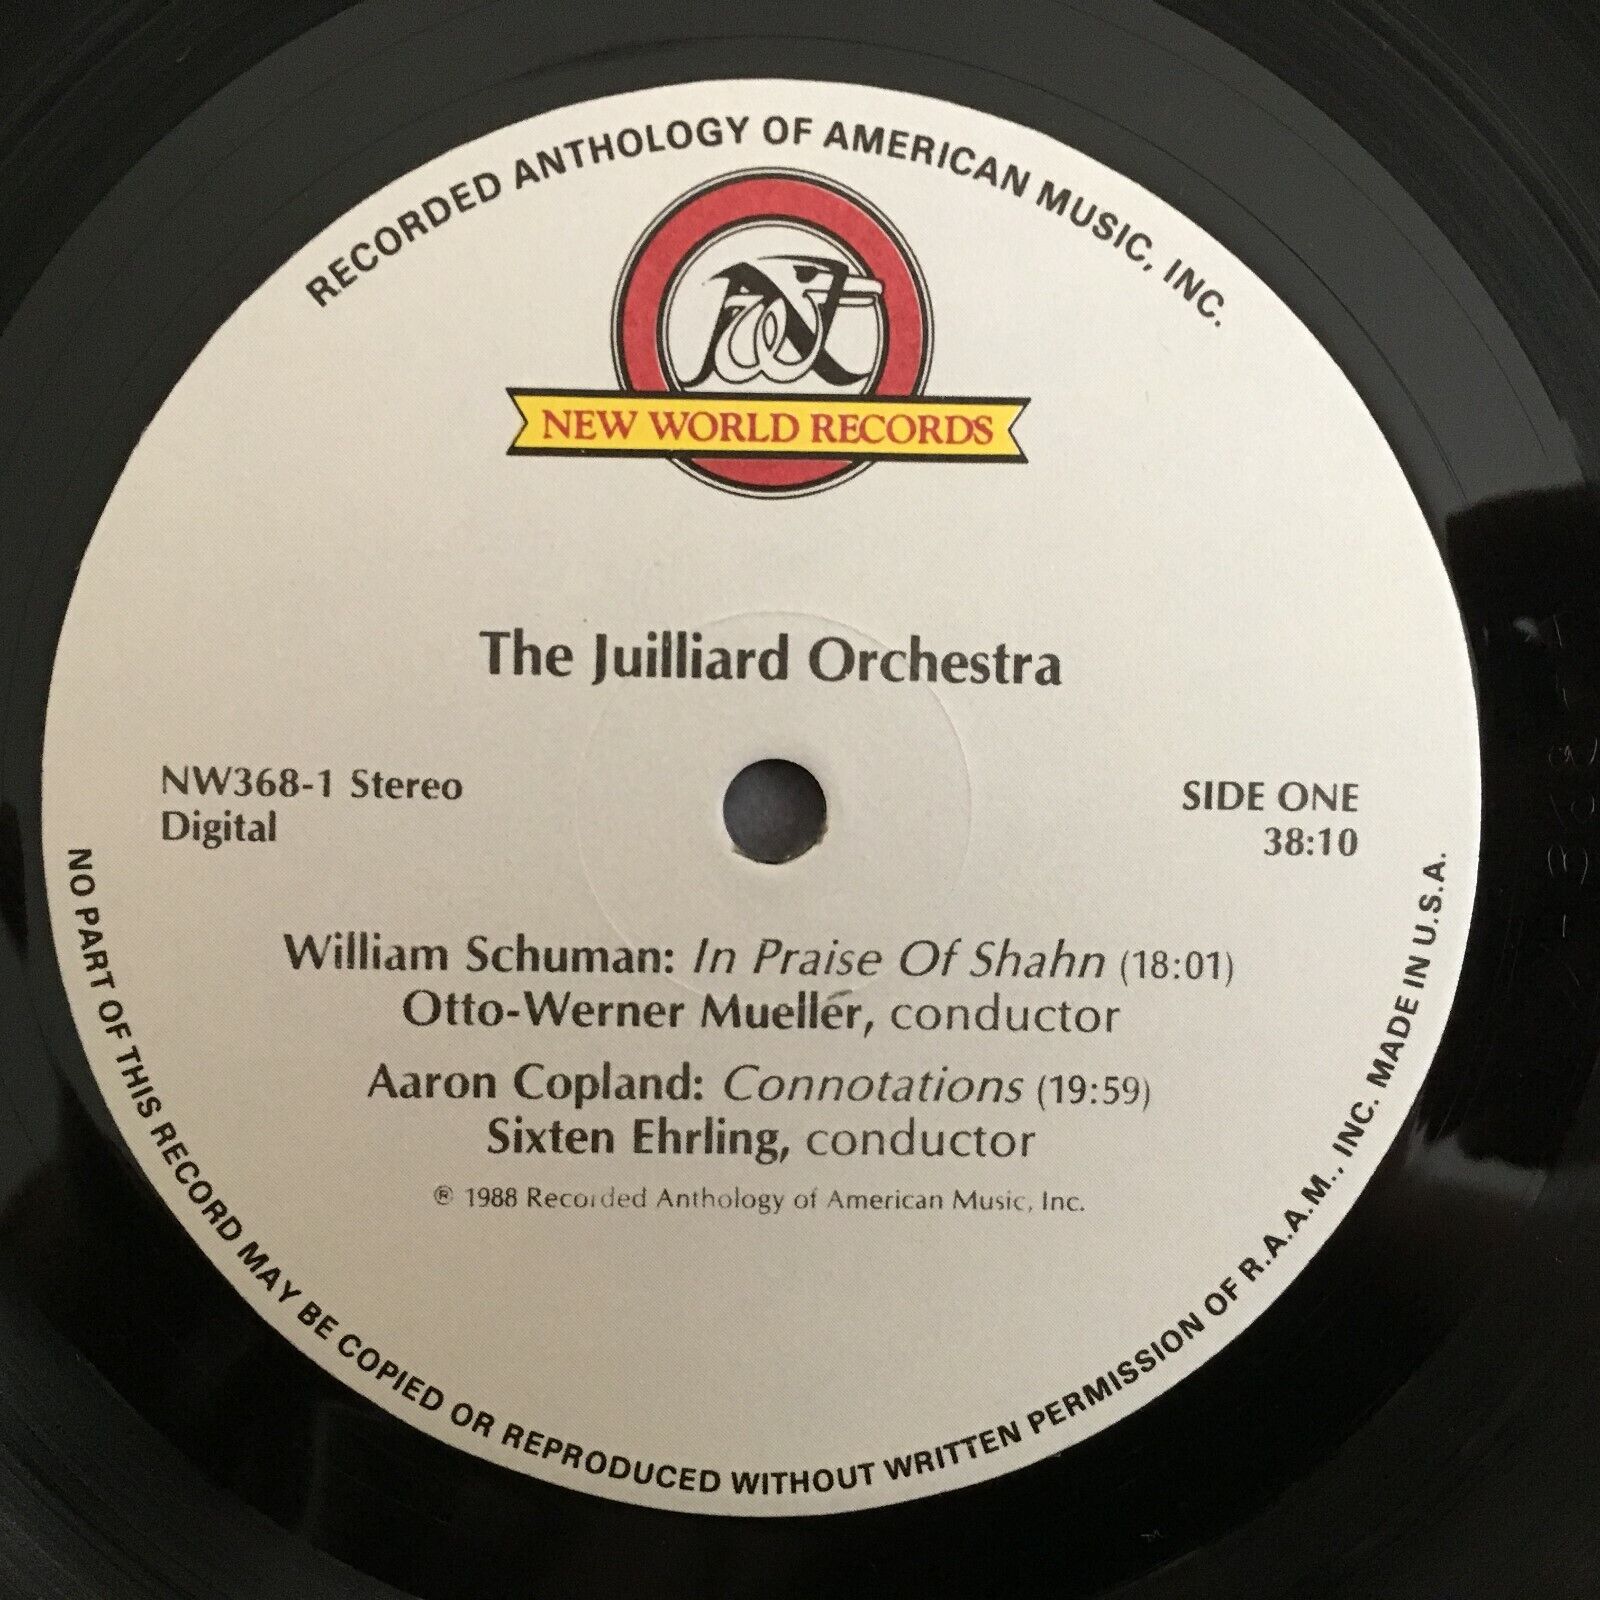 RECORDED ANTHOLOGY OF AMERICAN MUSIC, INC.
NEW WORLD RECORDS
The Juilliard Orchestra
NW368-1 Stereo
Digital
SIDE ONE
38:10
William Schuman: In Praise Of Shahn (18:01)
Otto-Werner Mueller, conductor
Aaron Copland: Connotations (19:59)
Sixten Ehrling, conductor
® 1988 Recorded Anthology of American Music, Inc.
NO PART OF THIS RECORD MAY BE COPIED OR REPRODUCED WITHOUT WRITTEN PERMISSION OF R.A.A.M., INC. MADE IN U.S.A.